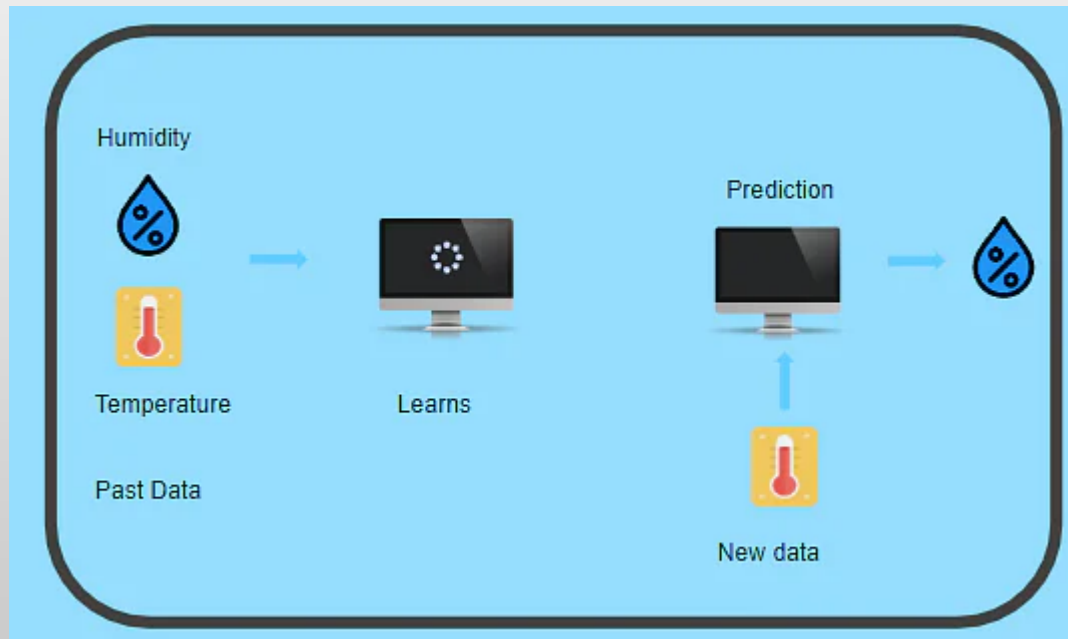 Humidity
%
Temperature
Past Data
Learns
Prediction
%
New data